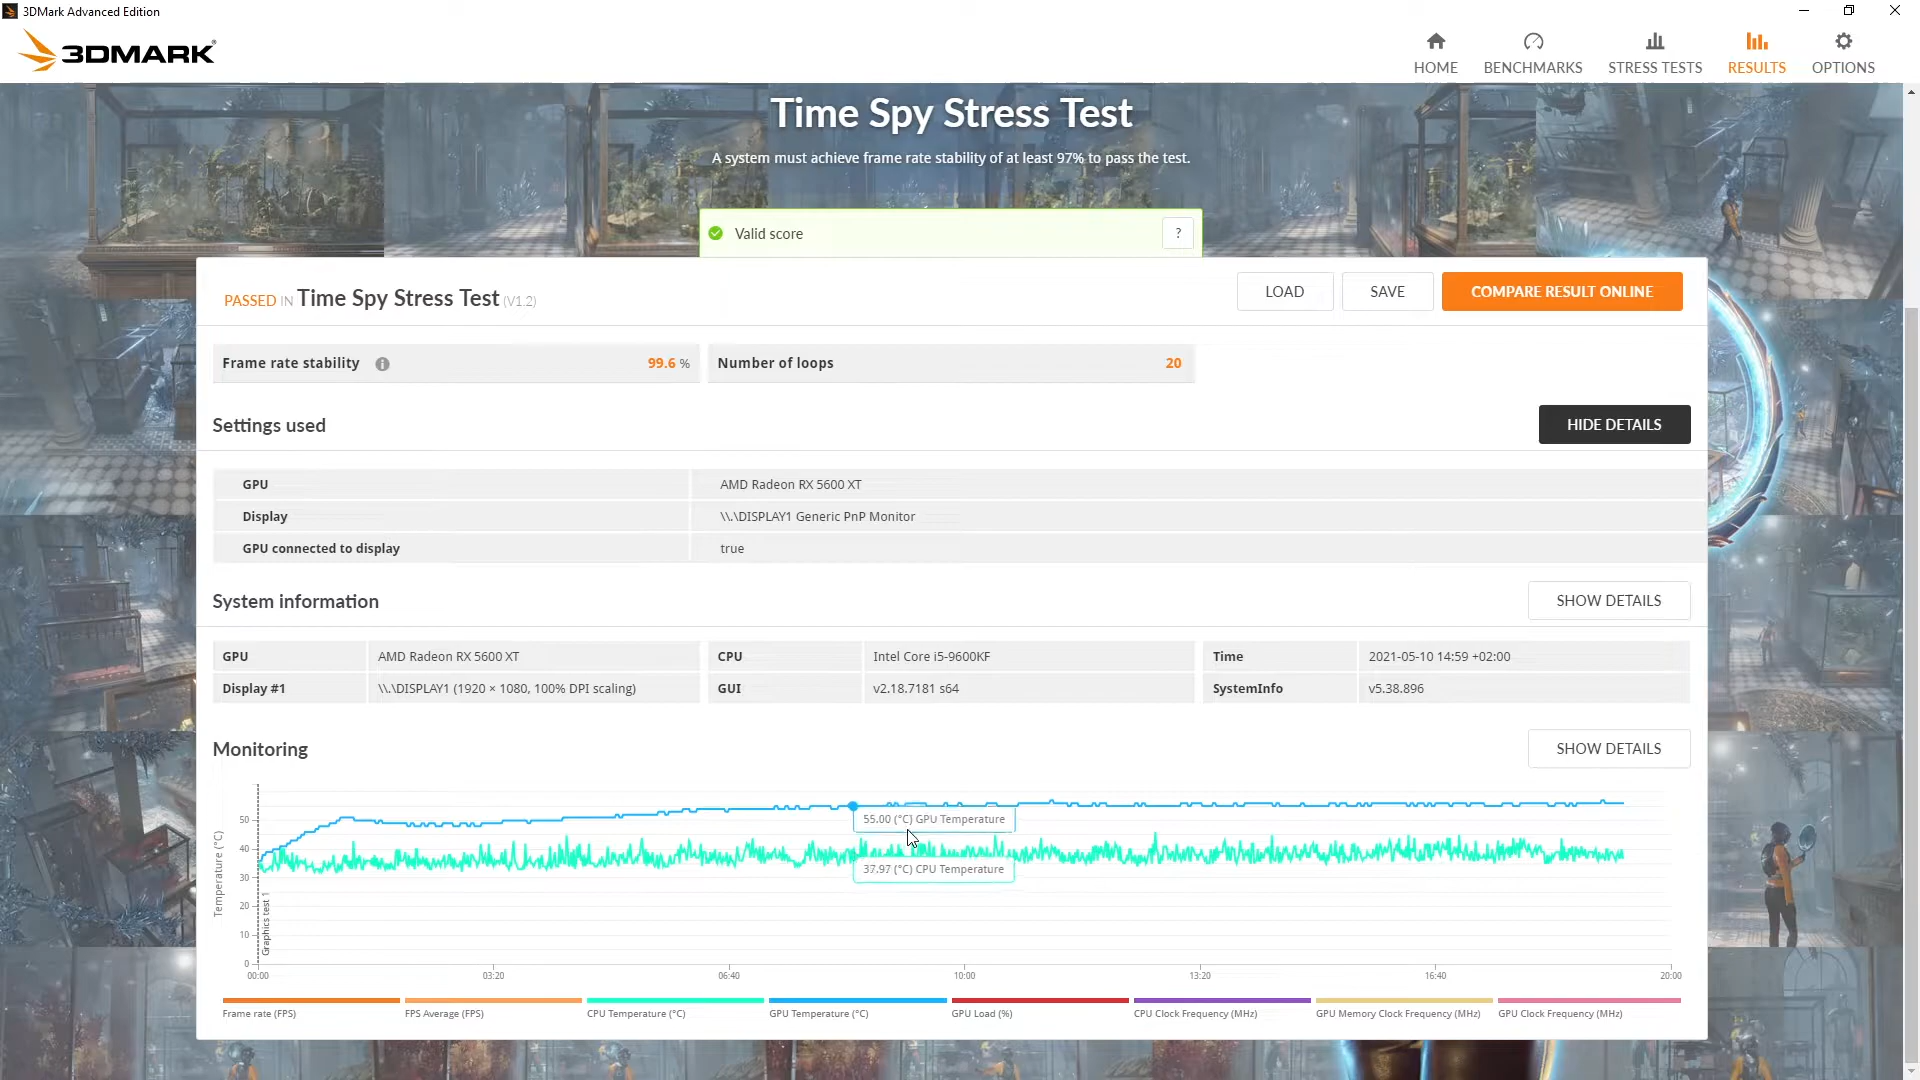 3DMark Advanced Edition
3DMARK
HOME BENCHMARKS STRESS TESTS RESULTS OPTIONS
Time Spy Stress Test
A system must achieve frame rate stability of at least 97% to pass the test.
Valid score ?
PASSED IN Time Spy Stress Test (V1.2) LOAD SAVE COMPARE RESULT ONLINE
Frame rate stability i 99.6 % Number of loops 20
Settings used HIDE DETAILS
GPU AMD Radeon RX 5600 XT
Display \\.\DISPLAY1 Generic PnP Monitor
GPU connected to display true
System information SHOW DETAILS
GPU AMD Radeon RX 5600 XT CPU Intel Core i5-9600KF Time 2021-05-10 14:59 +02:00
Display #1 \\.\DISPLAY1 (1920 × 1080, 100% DPI scaling) GUI v2.18.7181 s64 SystemInfo v5.38.896
Monitoring SHOW DETAILS
Temperature (°C)
50
40
30
20
10
0
Graphics test 1
55.00 (°C) GPU Temperature
37.97 (°C) CPU Temperature
00:00 03:20 06:40 10:00 13:20 16:40 20:00
Frame rate (FPS) FPS Average (FPS) CPU Temperature (°C) GPU Temperature (°C) GPU Load (%) CPU Clock Frequency (MHz) GPU Memory Clock Frequency (MHz) GPU Clock Frequency (MHz)